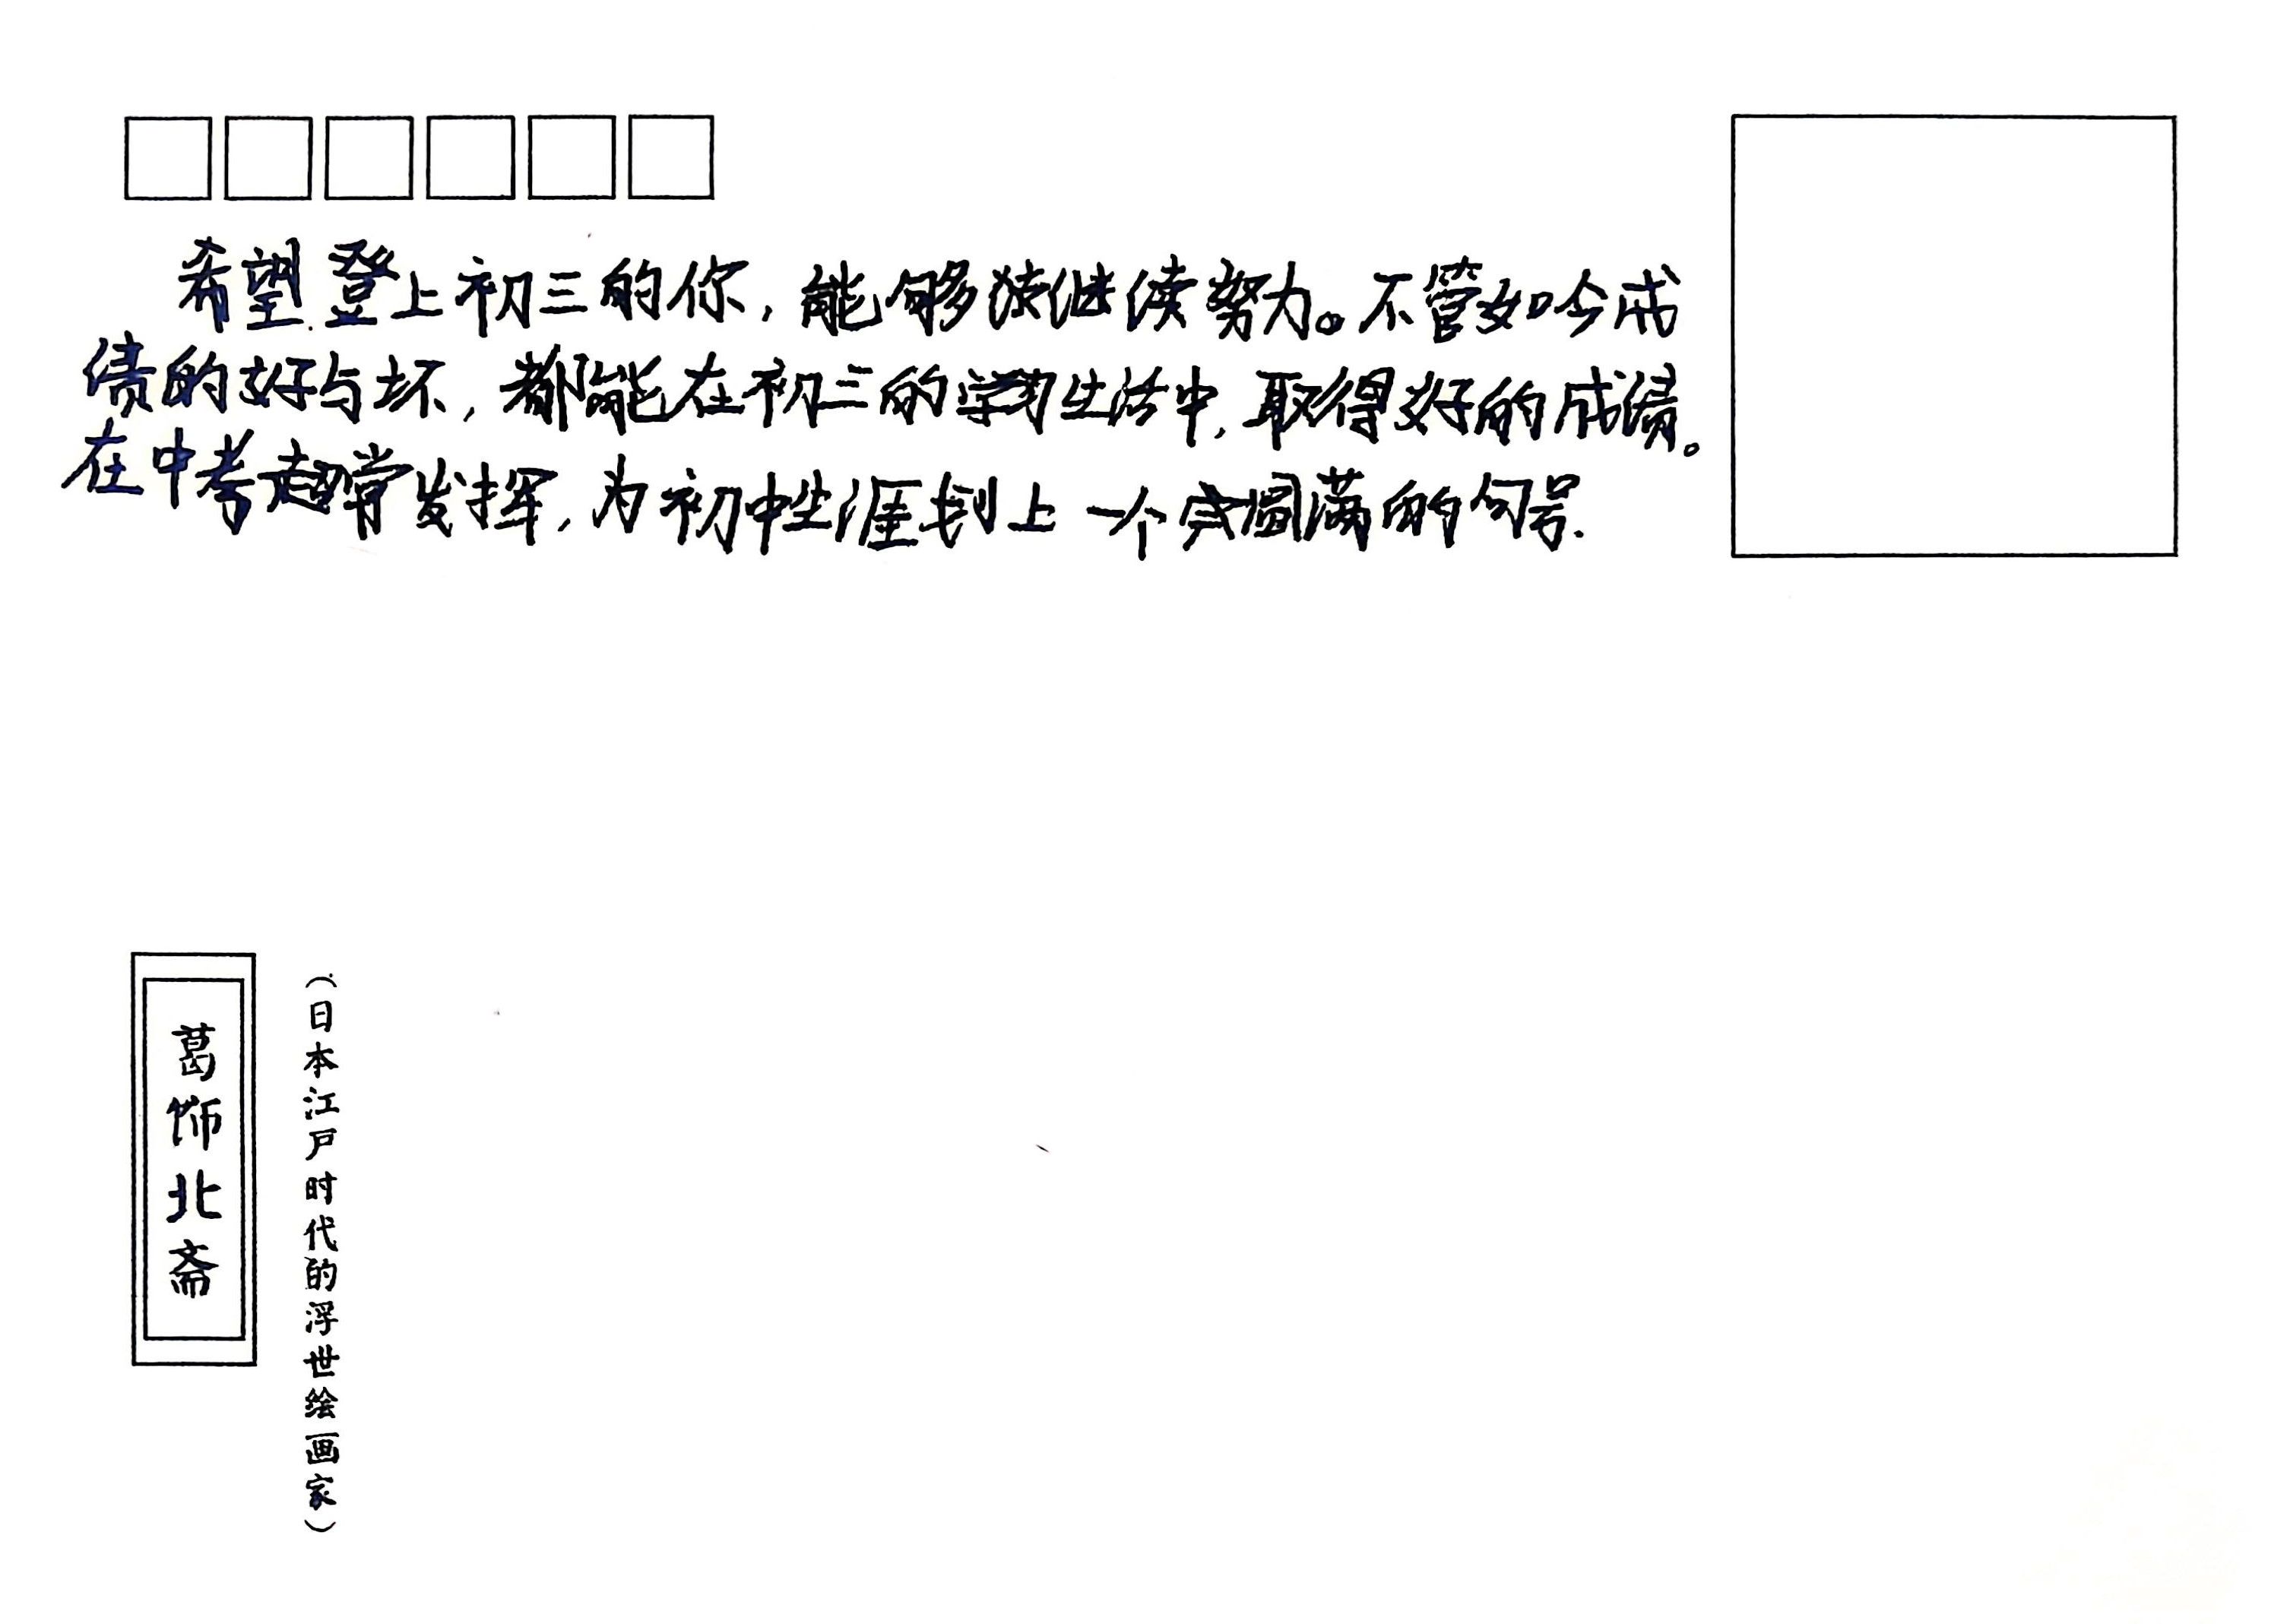 希望登上初三的你，能够继续努力。不管如今成
绩的好与坏，都能在初三的学习生活中，取得好的成绩。
在中考超常发挥，为初中生涯划上一个圆满的句号.
葛饰北斋
（日本江户时代的浮世绘画家）